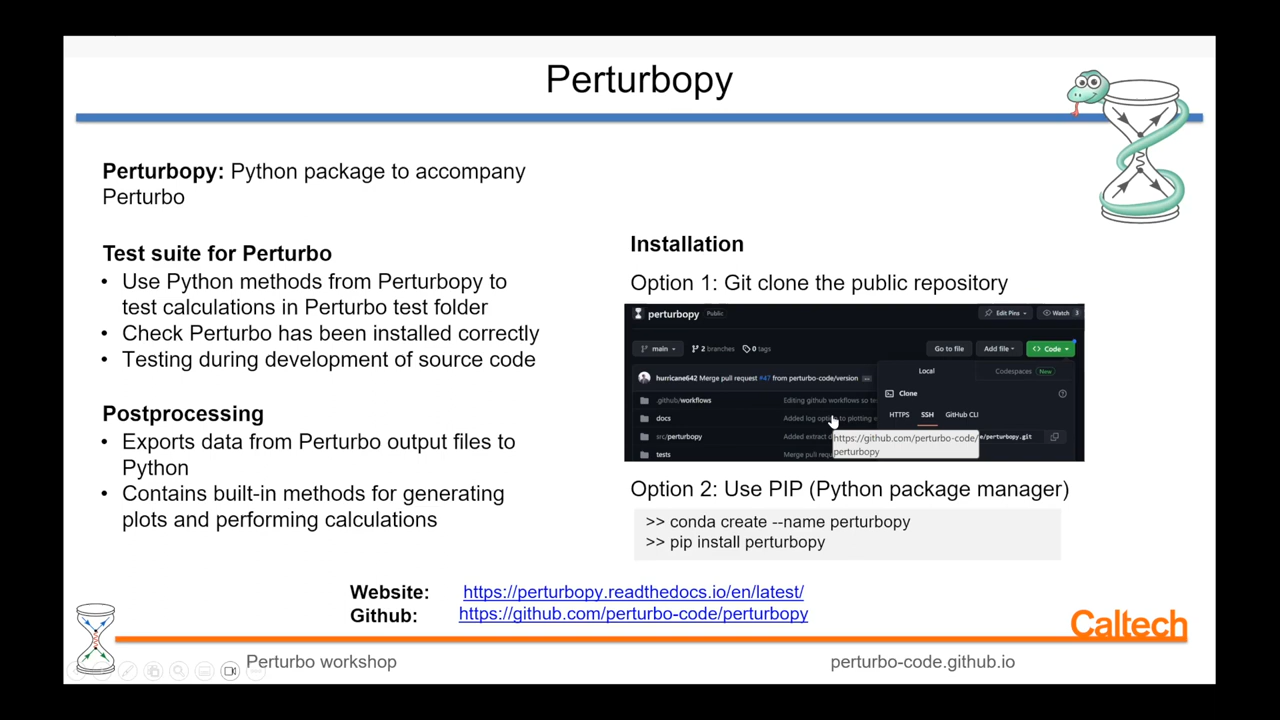 Perturbopy
Perturbopy: Python package to accompany
Perturbo
Test suite for Perturbo
• Use Python methods from Perturbopy to
test calculations in Perturbo test folder
• Check Perturbo has been installed correctly
• Testing during development of source code
Postprocessing
• Exports data from Perturbo output files to
Python
• Contains built-in methods for generating
plots and performing calculations
Installation
Option 1: Git clone the public repository
perturbopy Public Edit Pins Watch 3
main 2 branches 0 tags Go to file Add file Code
hurricane642 Merge pull request #47 from perturbo-code/version
Local Codespaces New
Clone
.github/workflows Editing github workflows so
HTTPS SSH GitHub CLI
docs Added log option to plotting
src/perturbopy Added extract
https://github.com/perturbo-code/
perturbopy
e/perturbopy.git
tests Merge pull
Option 2: Use PIP (Python package manager)
>> conda create --name perturbopy
>> pip install perturbopy
Website: https://perturbopy.readthedocs.io/en/latest/
Github: https://github.com/perturbo-code/perturbopy
Caltech
Perturbo workshop
perturbo-code.github.io